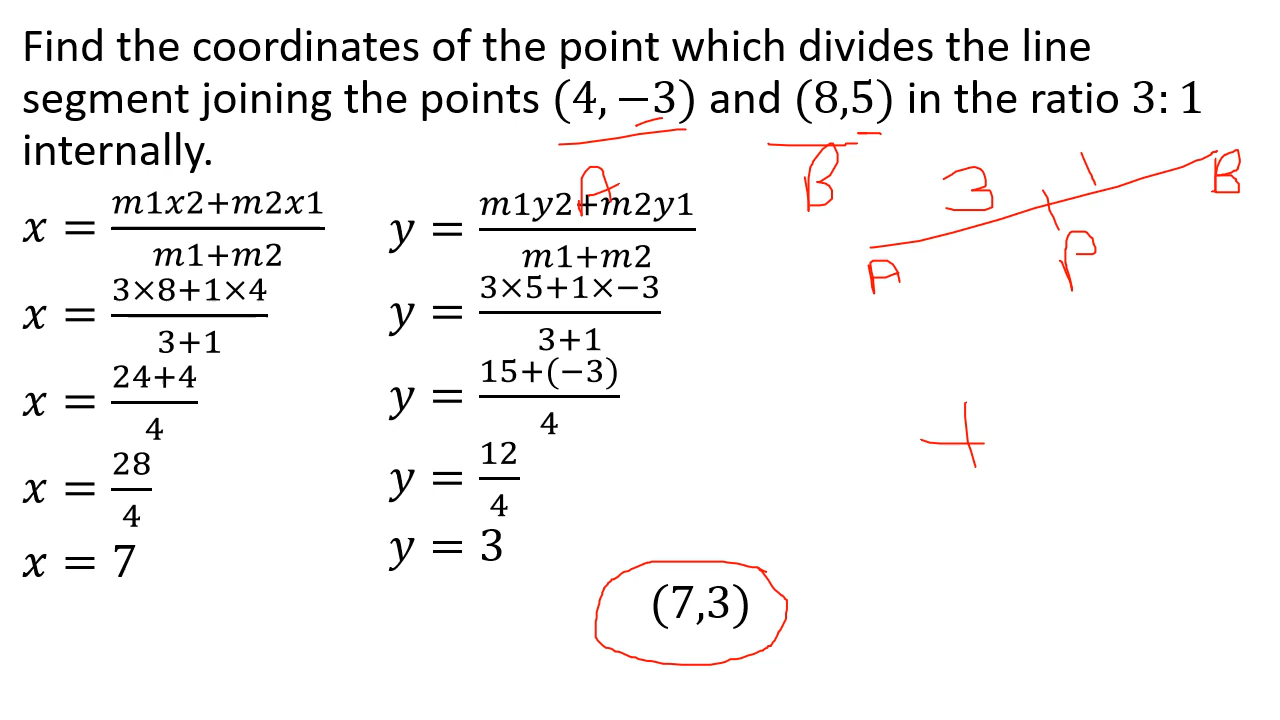 Find the coordinates of the point which divides the line
segment joining the points (4, −3) and (8,5) in the ratio 3: 1
internally.
A
B
3
1
B
A
P
x = m1x2+m2x1 / m1+m2
y = m1y2+m2y1 / m1+m2
x = 3×8+1×4 / 3+1
y = 3×5+1×−3 / 3+1
x = 24+4 / 4
y = 15+(−3) / 4
+
x = 28 / 4
y = 12 / 4
x = 7
y = 3
(7,3)